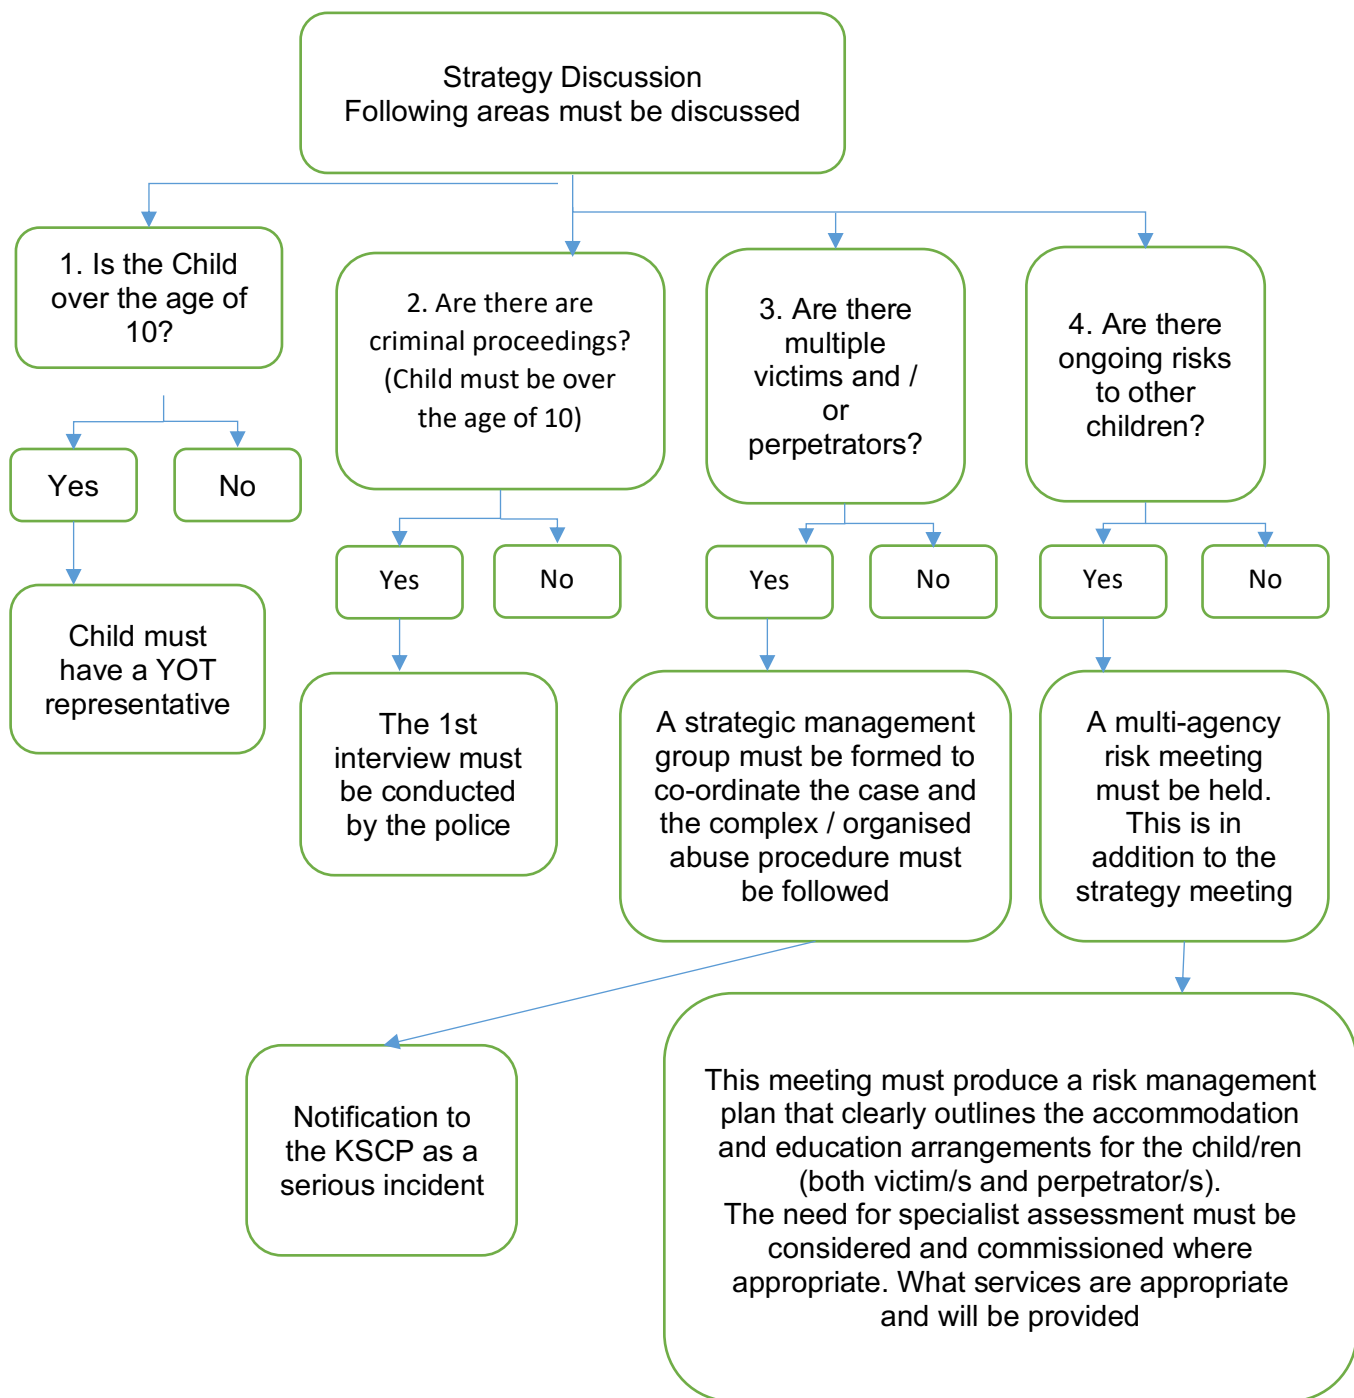 Strategy Discussion
Following areas must be discussed
1. Is the Child
over the age of
10?
Yes
No
Child must
have a YOT
representative
2. Are there are
criminal proceedings?
(Child must be over
the age of 10)
Yes
No
The 1st
interview must
be conducted
by the police
3. Are there
multiple
victims and /
or
perpetrators?
Yes
No
A strategic management
group must be formed to
co-ordinate the case and
the complex / organised
abuse procedure must
be followed
Notification to
the KSCP as a
serious incident
4. Are there
ongoing risks
to other
children?
Yes
No
A multi-agency
risk meeting
must be held.
This is in
addition to the
strategy meeting
This meeting must produce a risk management
plan that clearly outlines the accommodation
and education arrangements for the child/ren
(both victim/s and perpetrator/s).
The need for specialist assessment must be
considered and commissioned where
appropriate. What services are appropriate
and will be provided